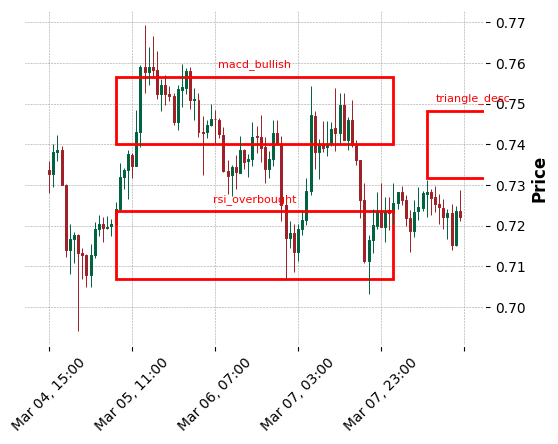 0.77
macd_bullish
0.76
triangle_desc
0.75
0.74
0.73
rsi_overbought
0.72
0.71
0.70
Price
Mar 04, 15:00
Mar 05, 11:00
Mar 06, 07:00
Mar 07, 03:00
Mar 07, 23:00